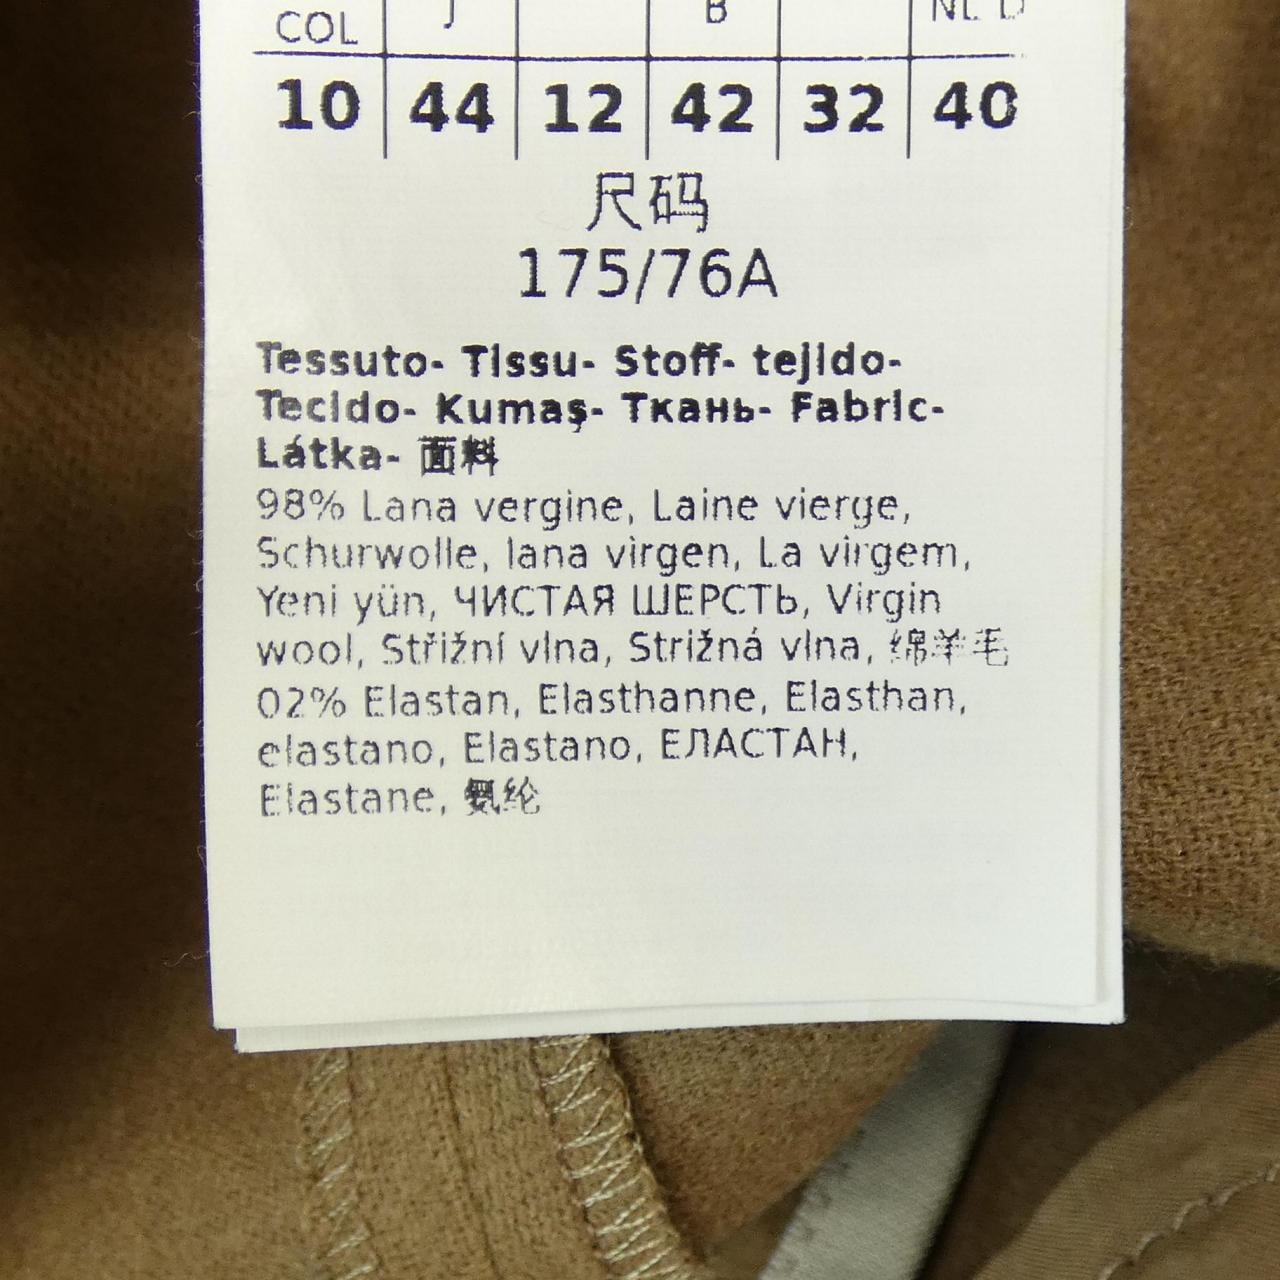 COL J B NL D
10 44 12 42 32 40
尺码
175/76A
Tessuto- Tissu- Stoff- tejido-
Tecido- Kumaş- Ткань- Fabric-
Látka- 面料
98% Lana vergine, Laine vierge,
Schurwolle, lana virgen, La virgem,
Yeni yün, ЧИСТАЯ ШЕРСТЬ, Virgin
wool, Střižní vlna, Strižná vlna, 绵羊毛
02% Elastan, Elasthanne, Elasthan,
elastano, Elastano, ЕЛАСТАН,
Elastane, 氨纶